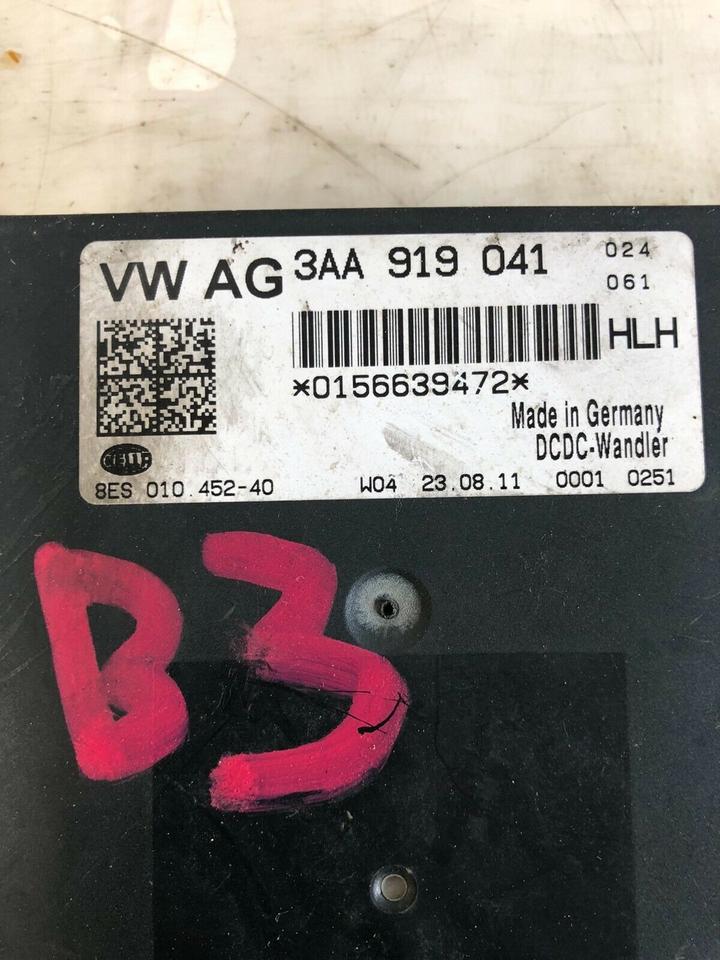 VW AG 3AA 919 041 024
061
HLH
*0156639472*
Made in Germany
DCDC-Wandler
HELLA
8ES 010.452-40 W04 23.08.11 0001 0251
B3